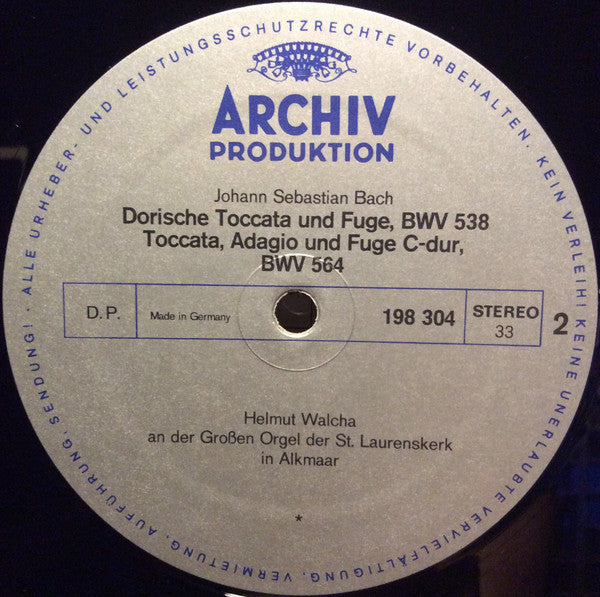 · ALLE URHEBER- UND LEISTUNGSSCHUTZRECHTE VORBEHALTEN. KEIN VERLEIH! KEINE UNERLAUBTE VERVIELFÄLTIGUNG, VERMIETUNG, AUFFÜHRUNG, SENDUNG!
ARCHIV
PRODUKTION
Johann Sebastian Bach
Dorische Toccata und Fuge, BWV 538
Toccata, Adagio und Fuge C-dur,
BWV 564
D.P. Made in Germany 198 304 STEREO 2
33
Helmut Walcha
an der Großen Orgel der St. Laurenskerk
in Alkmaar
*